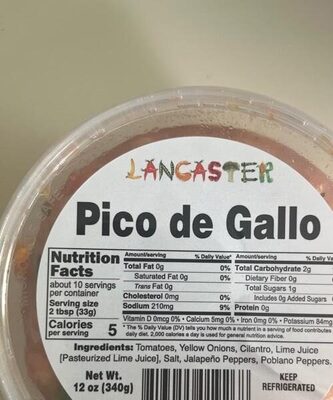 LANCASTER
Pico de Gallo
Nutrition Facts
about 10 servings per container
Serving size 2 tbsp (33g)
Calories per serving 5
Amount/serving % Daily Value*
Total Fat 0g 0%
Saturated Fat 0g 0%
Trans Fat 0g
Cholesterol 0mg 0%
Sodium 210mg 9%
Amount/serving % Daily Value
Total Carbohydrate 2g
Dietary Fiber 0g
Total Sugars 1g
Includes 0g Added Sugars
Protein 0g
Vitamin D 0mcg 0% • Calcium 5mg 0% • Iron 0mg 0% • Potassium 84mg
* The % Daily Value (DV) tells you how much a nutrient in a serving of food contributes
daily diet. 2,000 calories a day is used for general nutrition advice.
Ingredients: Tomatoes, Yellow Onions, Cilantro, Lime Juice
[Pasteurized Lime Juice], Salt, Jalapeño Peppers, Poblano Peppers.
Net Wt.
12 oz (340g)
KEEP
REFRIGERATED